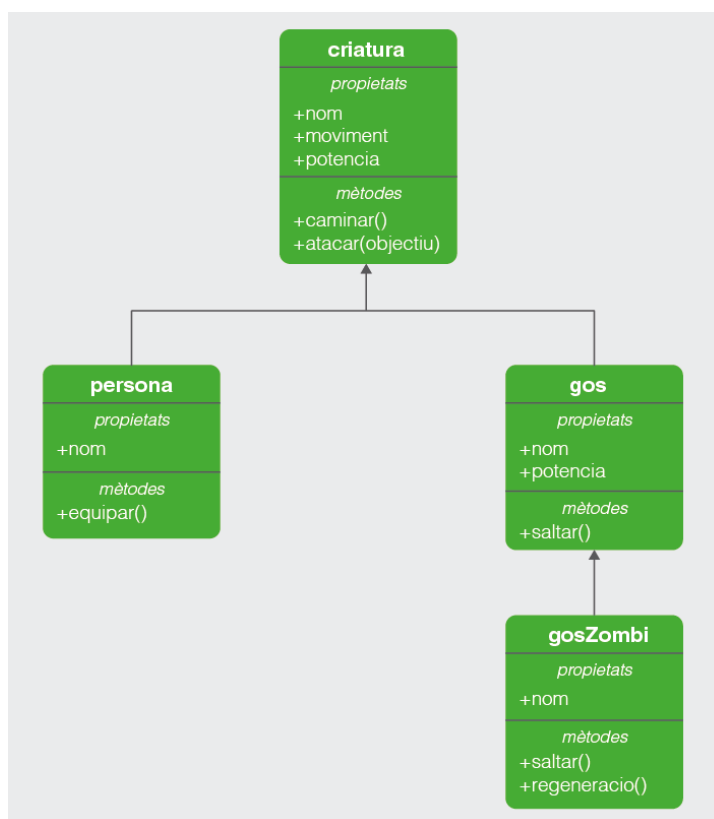 criatura
propietats
+nom
+moviment
+potencia
mètodes
+caminar()
+atacar(objectiu)
persona
propietats
+nom
mètodes
+equipar()
gos
propietats
+nom
+potencia
mètodes
+saltar()
gosZombi
propietats
+nom
mètodes
+saltar()
+regeneracio()